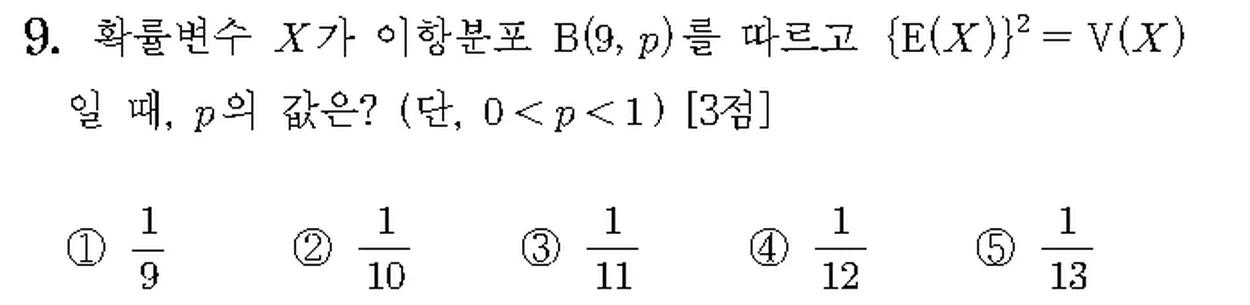 9. 확률변수 X가 이항분포 B(9, p)를 따르고 {E(X)}² = V(X)
일 때, p의 값은? (단, 0 < p < 1) [3점]
① 1/9 ② 1/10 ③ 1/11 ④ 1/12 ⑤ 1/13